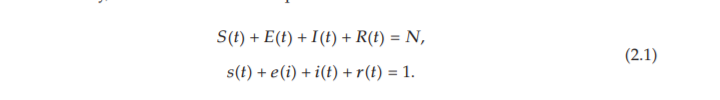 S(t) + E(t) + I(t) + R(t) = N,
(2.1)
s(t) + e(i) + i(t) + r(t) = 1.